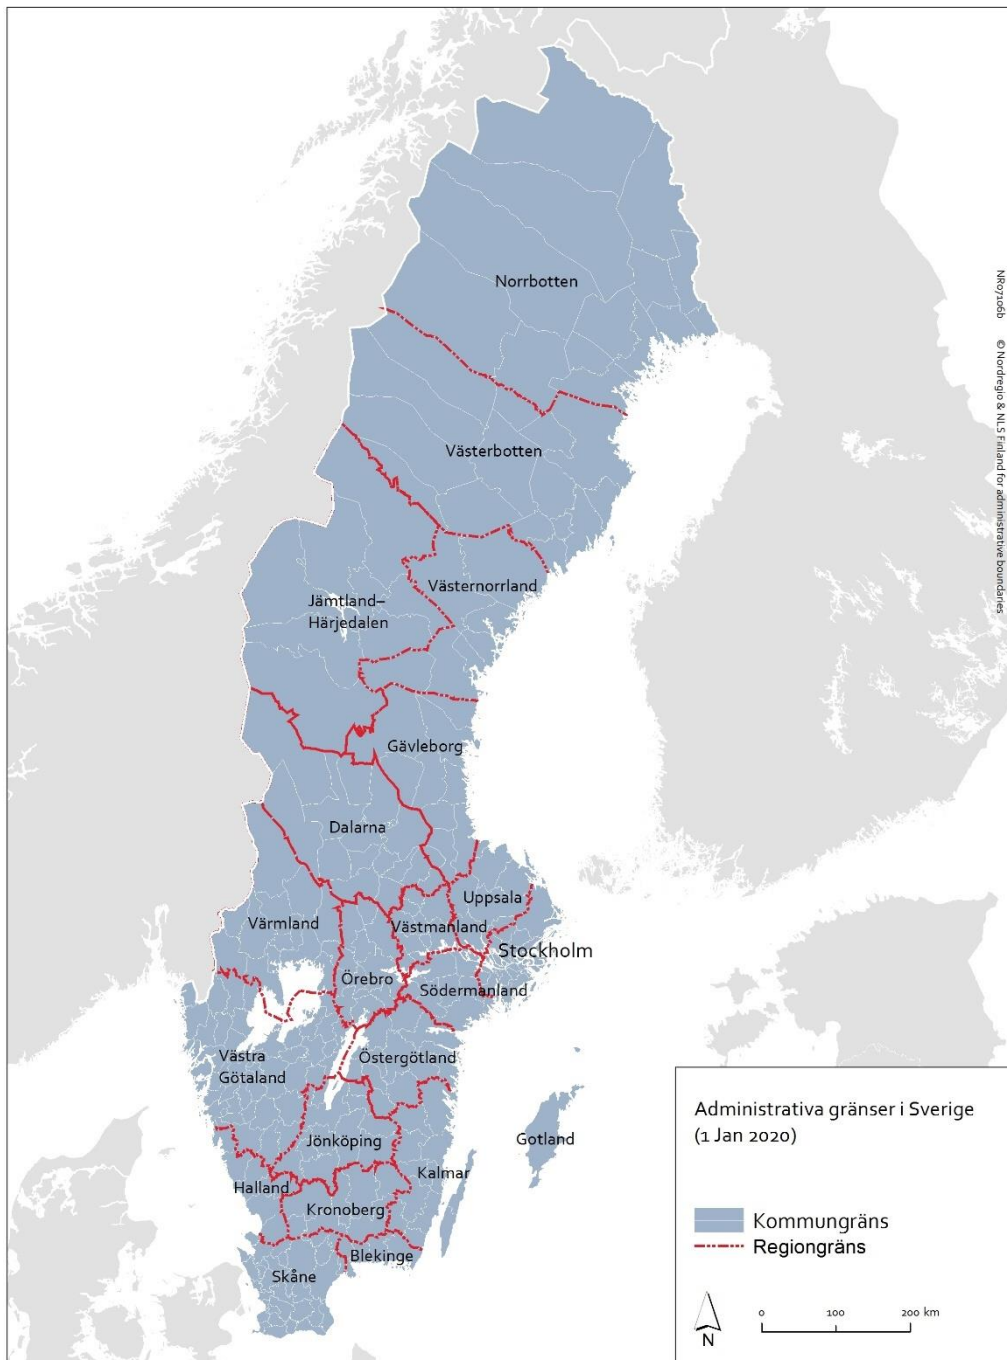 Norrbotten
Västerbotten
Västernorrland
Jämtland–
Härjedalen
Gävleborg
Dalarna
Uppsala
Värmland
Västmanland
Stockholm
Örebro
Södermanland
Västra
Götaland
Östergötland
Jönköping
Gotland
Kalmar
Halland
Kronoberg
Blekinge
Skåne
NR07106b © Nordregio & NLS Finland for administrative boundaries
Administrativa gränser i Sverige
(1 Jan 2020)
Kommungräns
Regiongräns
N
0 100 200 km